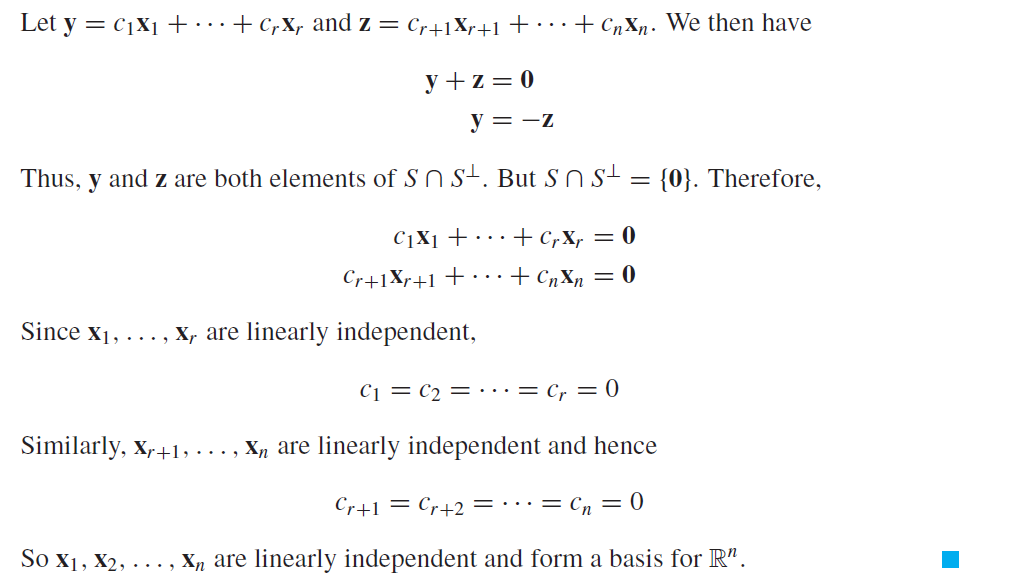 Let y = c₁x₁ + · · · + cᵣxᵣ and z = cᵣ₊₁xᵣ₊₁ + · · · + cₙxₙ. We then have
y + z = 0
y = −z
Thus, y and z are both elements of S ∩ S⊥. But S ∩ S⊥ = {0}. Therefore,
c₁x₁ + · · · + cᵣxᵣ = 0
cᵣ₊₁xᵣ₊₁ + · · · + cₙxₙ = 0
Since x₁, . . . , xᵣ are linearly independent,
c₁ = c₂ = · · · = cᵣ = 0
Similarly, xᵣ₊₁, . . . , xₙ are linearly independent and hence
cᵣ₊₁ = cᵣ₊₂ = · · · = cₙ = 0
So x₁, x₂, . . . , xₙ are linearly independent and form a basis for ℝⁿ.